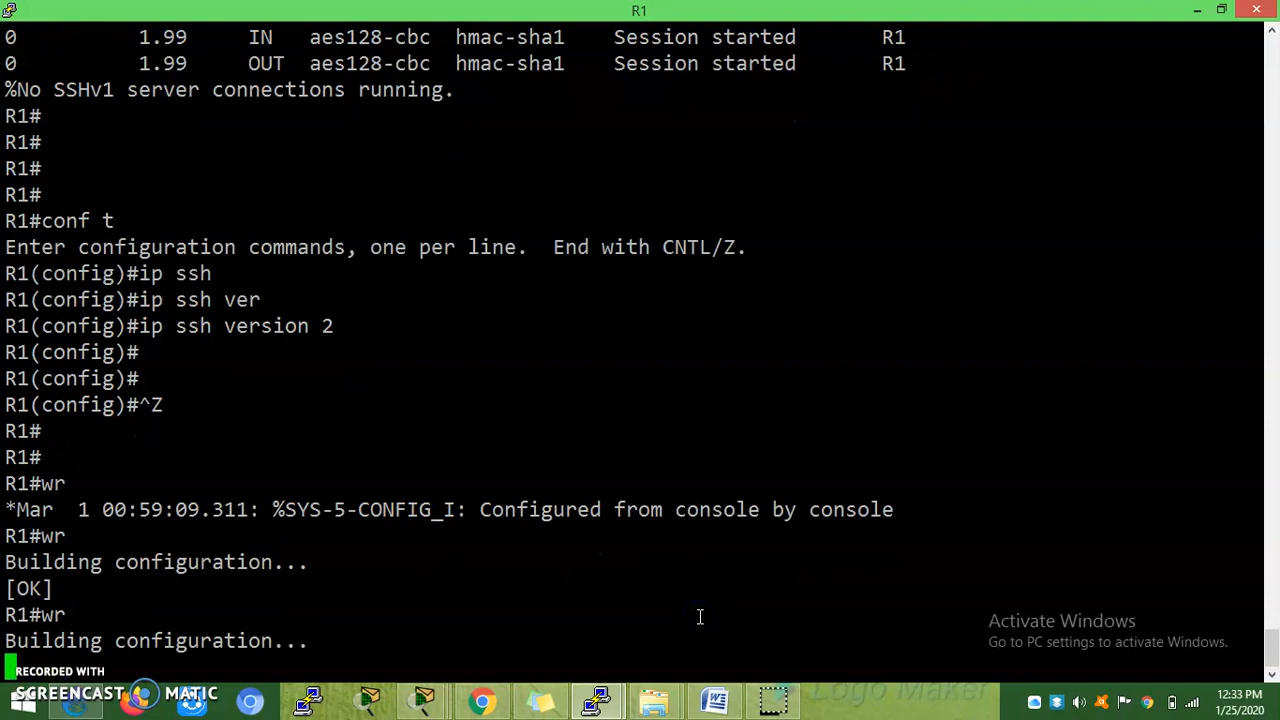 R1
0          1.99     IN    aes128-cbc  hmac-sha1    Session started       R1
0          1.99     OUT   aes128-cbc  hmac-sha1    Session started       R1
%No SSHv1 server connections running.
R1#
R1#
R1#
R1#
R1#conf t
Enter configuration commands, one per line.  End with CNTL/Z.
R1(config)#ip ssh
R1(config)#ip ssh ver
R1(config)#ip ssh version 2
R1(config)#
R1(config)#
R1(config)#^Z
R1#
R1#
R1#wr
*Mar  1 00:59:09.311: %SYS-5-CONFIG_I: Configured from console by console
R1#wr
Building configuration...
[OK]
R1#wr
Building configuration...
Activate Windows
Go to PC settings to activate Windows.
RECORDED WITH
SCREENCAST MATIC
Logo Maker
12:33 PM
1/25/2020